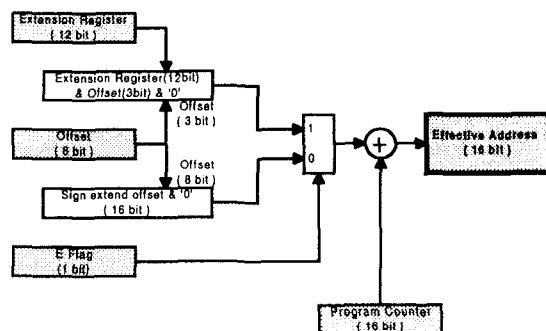 Extension Register
( 12 bit )
Extension Register(12bit)
& Offset(3bit) & '0'
Offset
( 3 bit )
Offset
( 8 bit )
Offset
( 8 bit )
Sign extend offset & '0'
( 16 bit )
E Flag
(1 bit)
1
0
+
Effective Address
( 16 bit )
Program Counter
( 16 bit )